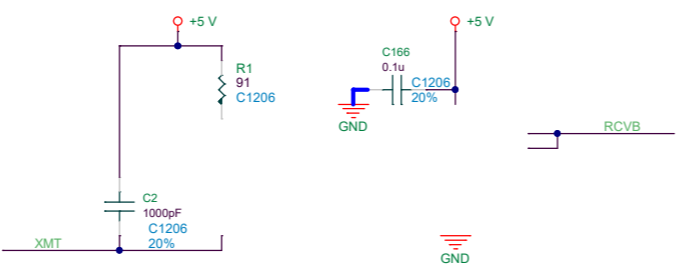 +5 V
+5 V
C166
0.1u
R1
91
C1206
C1206
20%
GND
RCVB
C2
1000pF
C1206
20%
XMT
GND